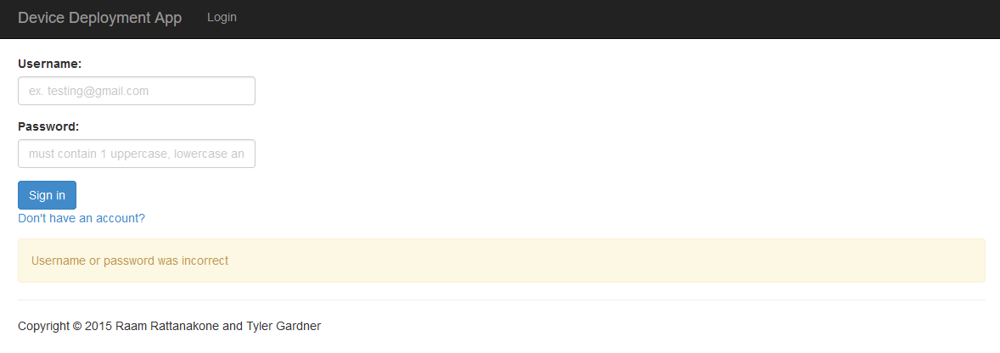 Device Deployment App Login
Username:
ex. testing@gmail.com
Password:
must contain 1 uppercase, lowercase an
Sign in
Don't have an account?
Username or password was incorrect
Copyright © 2015 Raam Rattanakone and Tyler Gardner